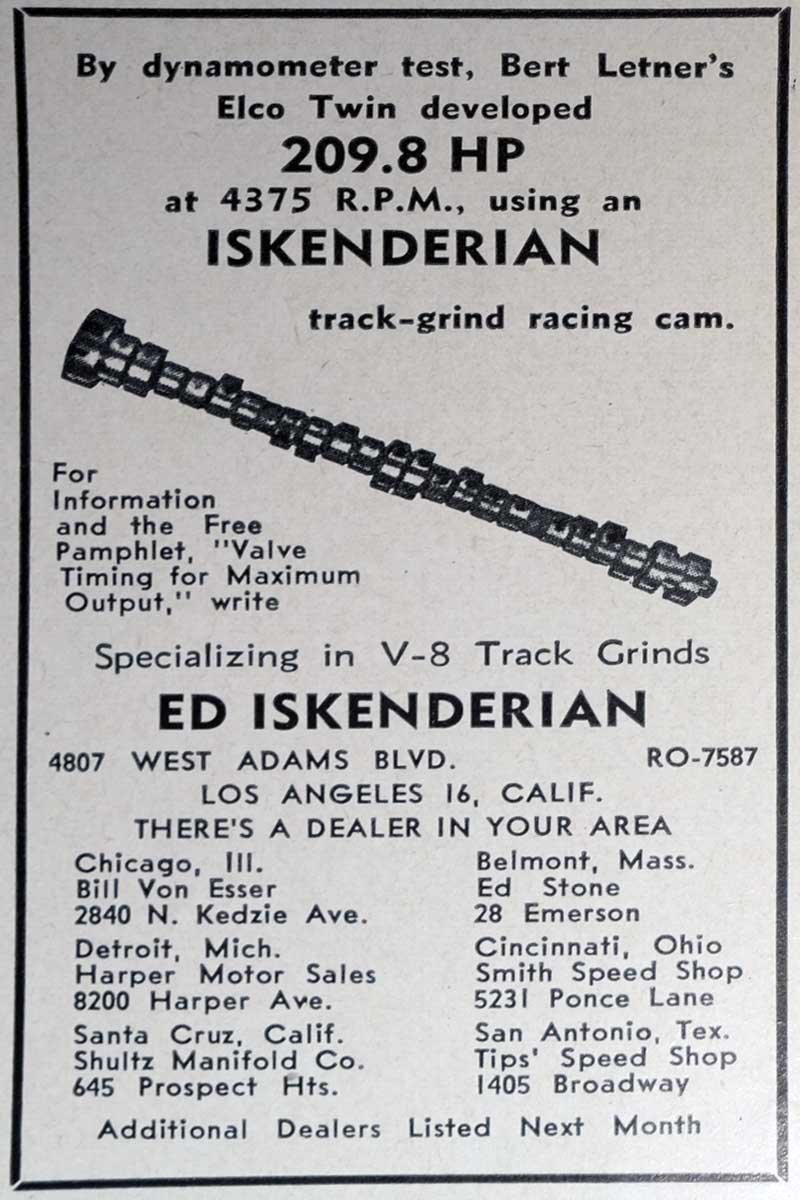 By dynamometer test, Bert Letner's
Elco Twin developed
209.8 HP
at 4375 R.P.M., using an
ISKENDERIAN
track-grind racing cam.
For
Information
and the Free
Pamphlet, "Valve
Timing for Maximum
Output," write
Specializing in V-8 Track Grinds
ED ISKENDERIAN
4807 WEST ADAMS BLVD. RO-7587
LOS ANGELES 16, CALIF.
THERE'S A DEALER IN YOUR AREA
Chicago, Ill.
Bill Von Esser
2840 N. Kedzie Ave.
Detroit, Mich.
Harper Motor Sales
8200 Harper Ave.
Santa Cruz, Calif.
Shultz Manifold Co.
645 Prospect Hts.
Belmont, Mass.
Ed Stone
28 Emerson
Cincinnati, Ohio
Smith Speed Shop
5231 Ponce Lane
San Antonio, Tex.
Tips' Speed Shop
1405 Broadway
Additional Dealers Listed Next Month